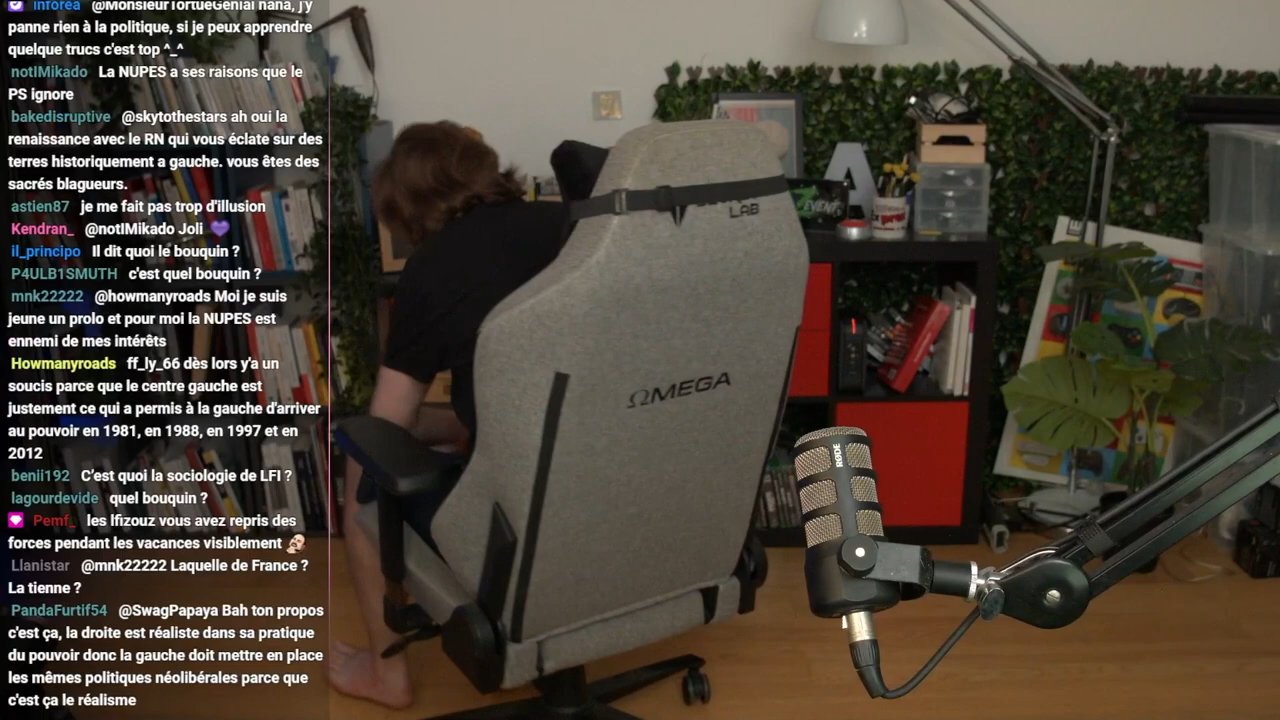 inforea @MonsieurTortueGenial haha, j'y
panne rien à la politique, si je peux apprendre
quelque trucs c'est top ^_^
notIMikado La NUPES a ses raisons que le
PS ignore
bakedisruptive @skytothestars ah oui la
renaissance avec le RN qui vous éclate sur des
terres historiquement a gauche. vous êtes des
sacrés blagueurs.
astien87 je me fait pas trop d'illusion
Kendran_ @notIMikado Joli 💜
il_principo Il dit quoi le bouquin ?
P4ULB1SMUTH c'est quel bouquin ?
mnk22222 @howmanyroads Moi je suis
jeune un prolo et pour moi la NUPES est
ennemi de mes intérêts
Howmanyroads ff_ly_66 dès lors y'a un
soucis parce que le centre gauche est
justement ce qui a permis à la gauche d'arriver
au pouvoir en 1981, en 1988, en 1997 et en
2012
benii192 C'est quoi la sociologie de LFI ?
lagourdevide quel bouquin ?
Pemf_ les lfizouz vous avez repris des
forces pendant les vacances visiblement
Llanistar @mnk22222 Laquelle de France ?
La tienne ?
PandaFurtif54 @SwagPapaya Bah ton propos
c'est ça, la droite est réaliste dans sa pratique
du pouvoir donc la gauche doit mettre en place
les mêmes politiques néolibérales parce que
c'est ça le réalisme
LAB
ΩMEGA
A
ZEVENT
RØDE